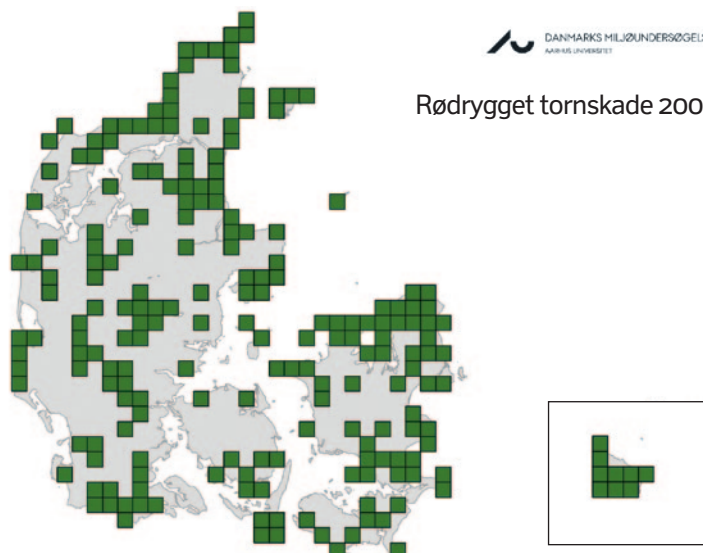 DANMARKS MILJØUNDERSØGELS
AARHUS UNIVERSITET
Rødrygget tornskade 200